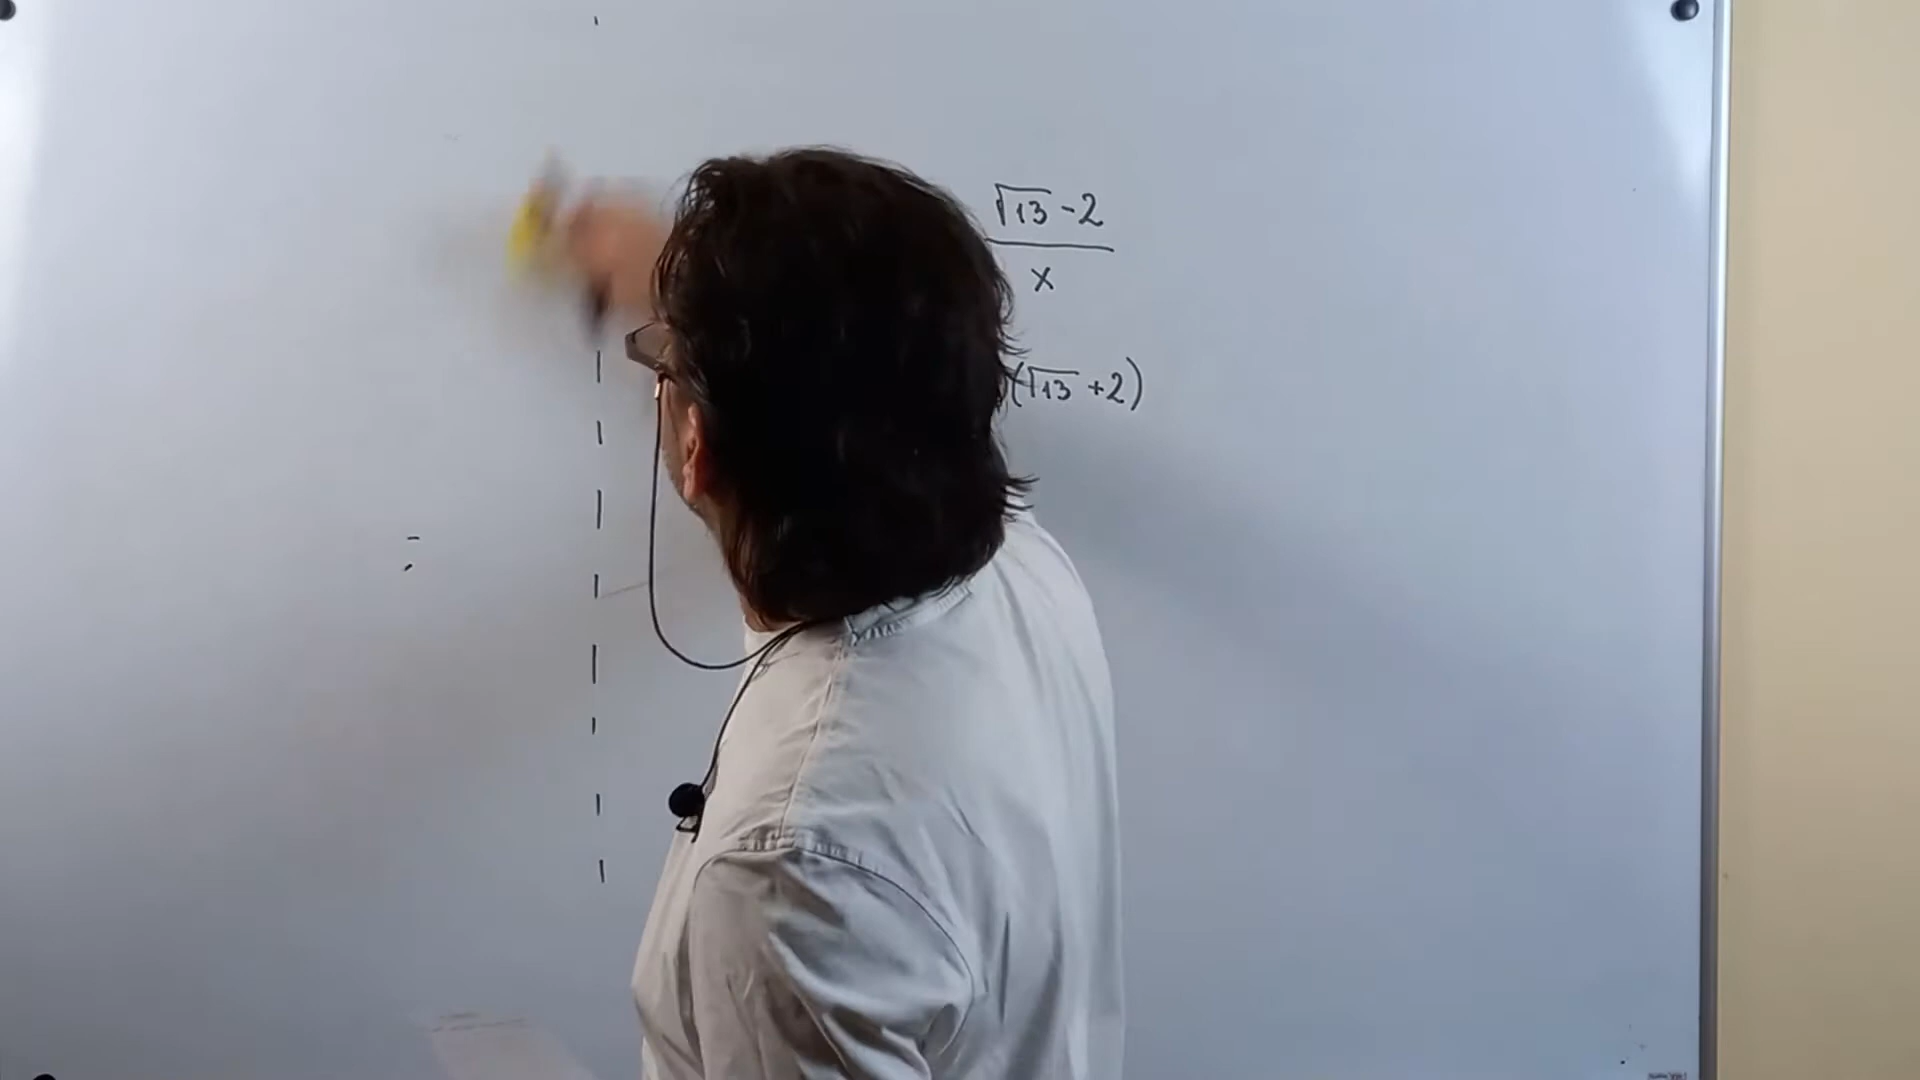 √13 - 2
x
(√13 + 2)